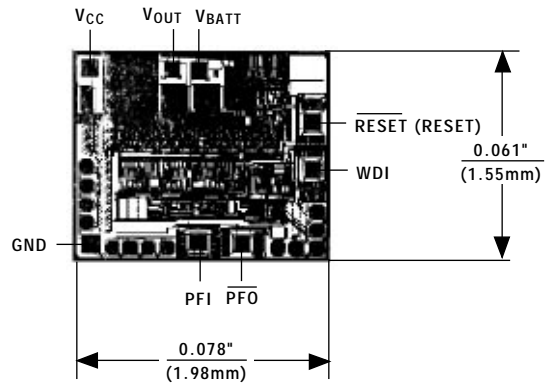 VCC
VOUT VBATT
RESET (RESET)
0.061"
(1.55mm)
WDI
GND
PFI PFO
0.078"
(1.98mm)